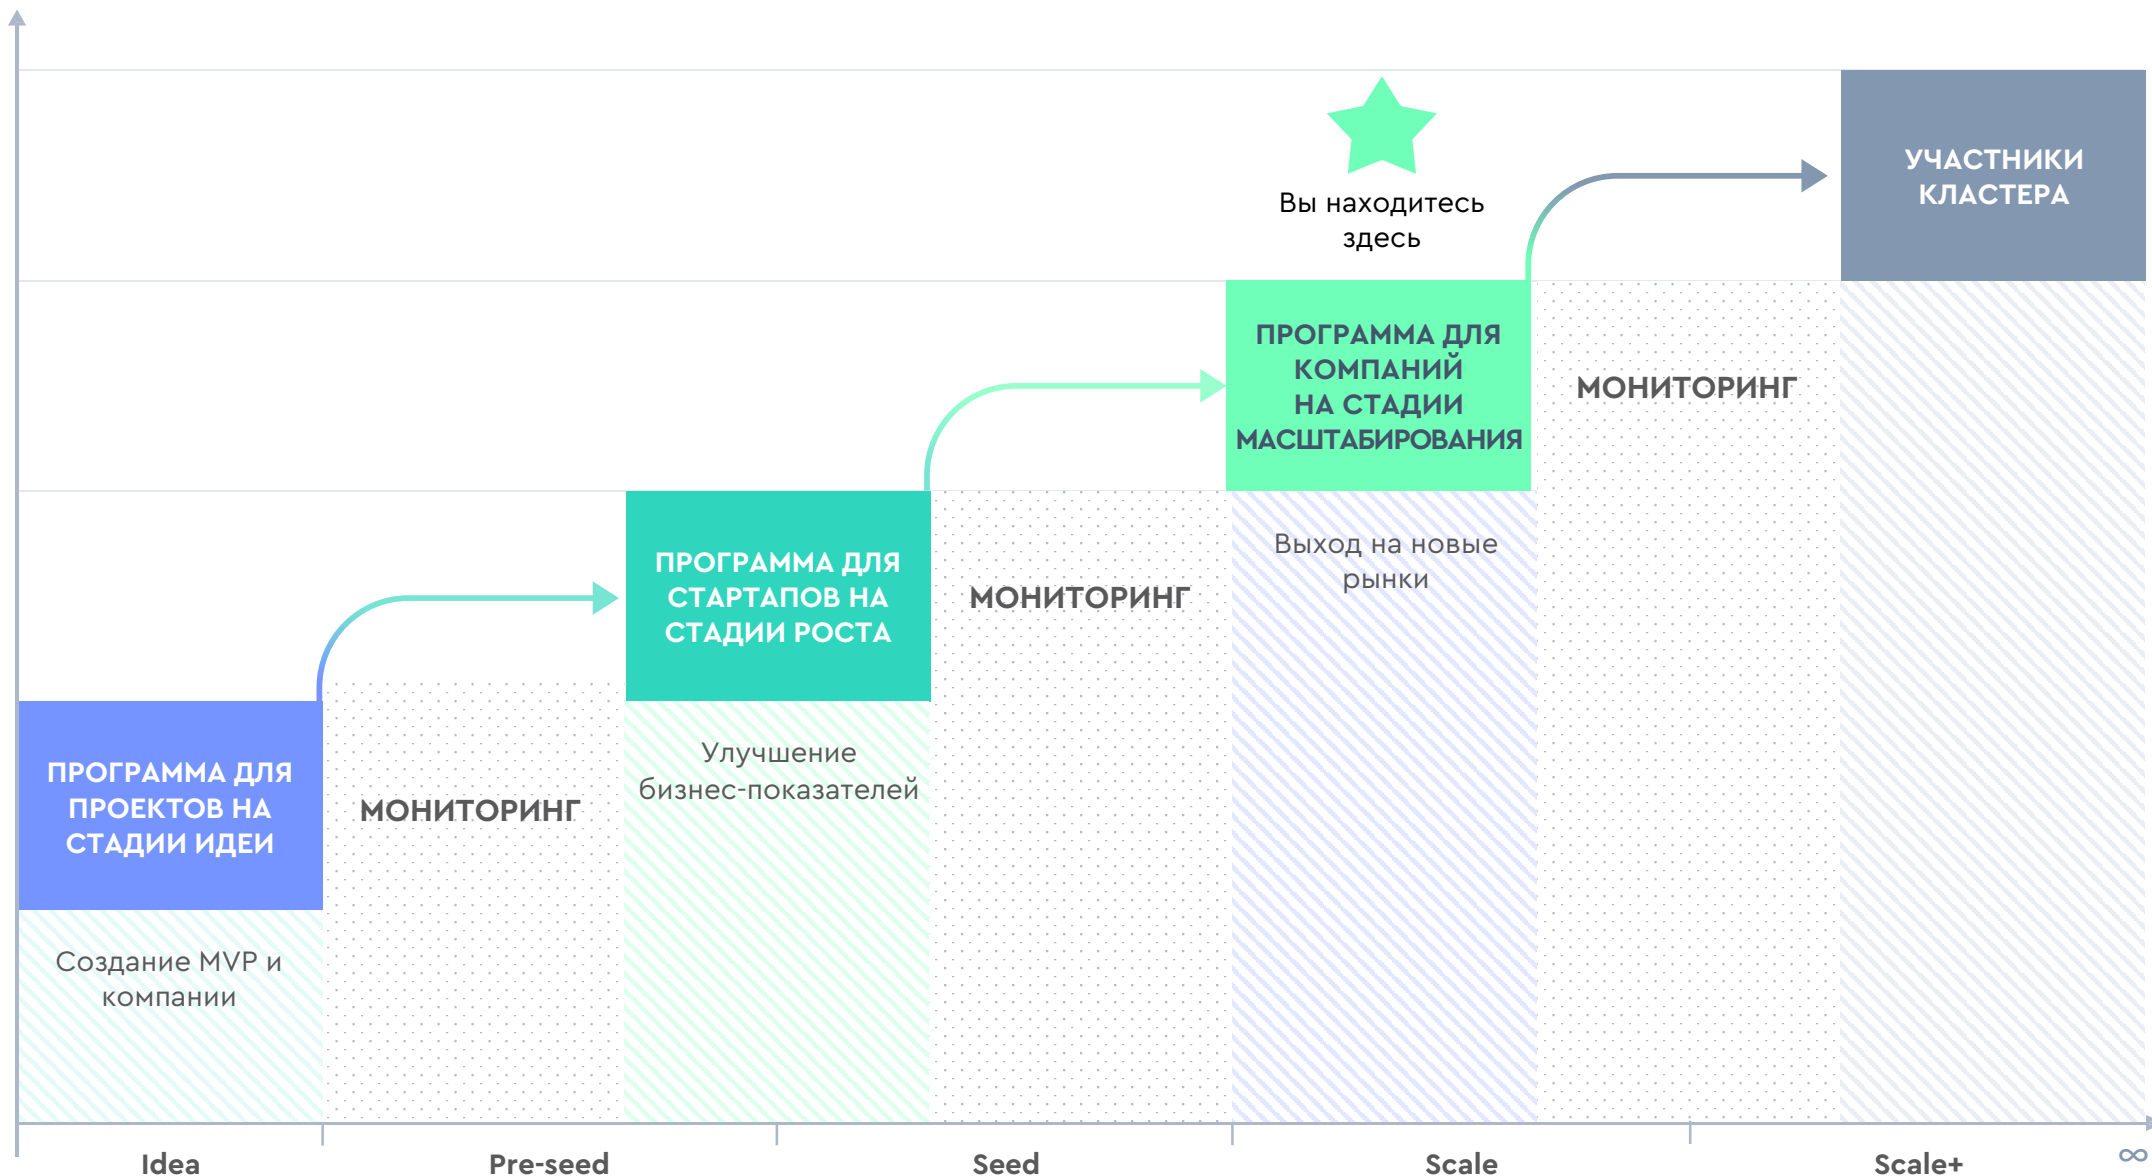 Вы находитесь
здесь
УЧАСТНИКИ
КЛАСТЕРА
ПРОГРАММА ДЛЯ
КОМПАНИЙ
НА СТАДИИ
МАСШТАБИРОВАНИЯ
МОНИТОРИНГ
Выход на новые
рынки
ПРОГРАММА ДЛЯ
СТАРТАПОВ НА
СТАДИИ РОСТА
МОНИТОРИНГ
Улучшение
бизнес-показателей
ПРОГРАММА ДЛЯ
ПРОЕКТОВ НА
СТАДИИ ИДЕИ
МОНИТОРИНГ
Создание MVP и
компании
Idea
Pre-seed
Seed
Scale
Scale+
∞